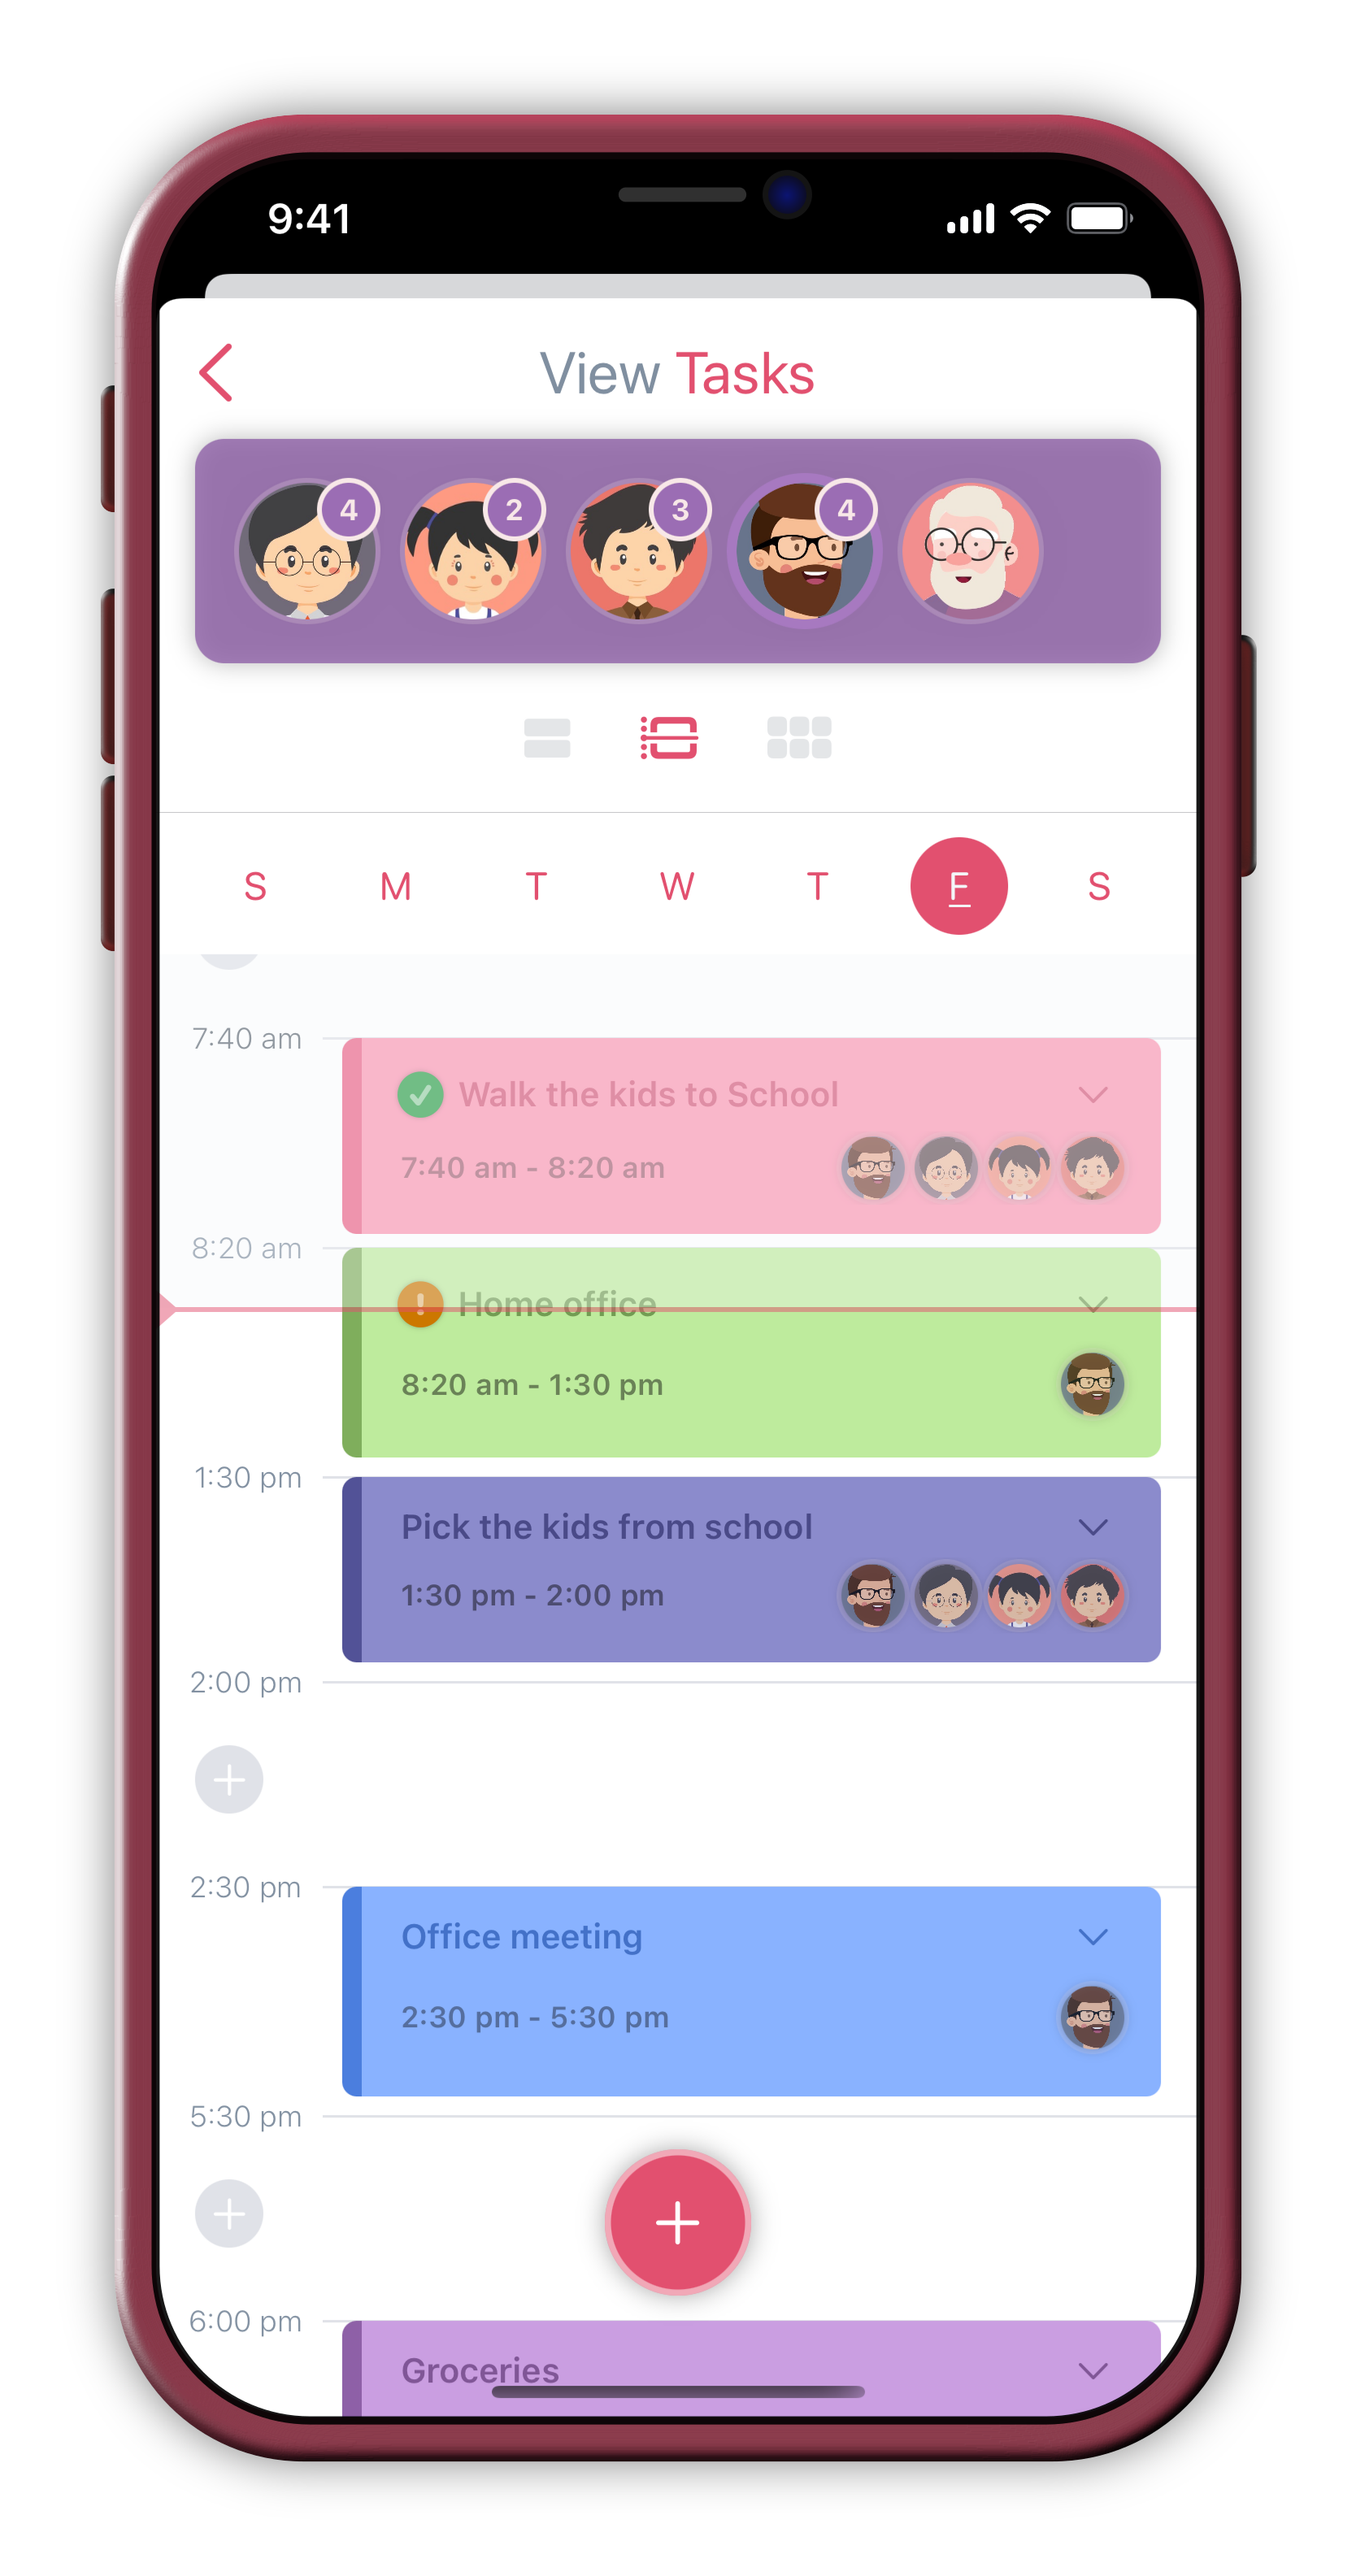 9:41
View Tasks
4 2 3 4
S M T W T F S
7:40 am
Walk the kids to School
7:40 am - 8:20 am
8:20 am
Home office
8:20 am - 1:30 pm
1:30 pm
Pick the kids from school
1:30 pm - 2:00 pm
2:00 pm
2:30 pm
Office meeting
2:30 pm - 5:30 pm
5:30 pm
6:00 pm
Groceries